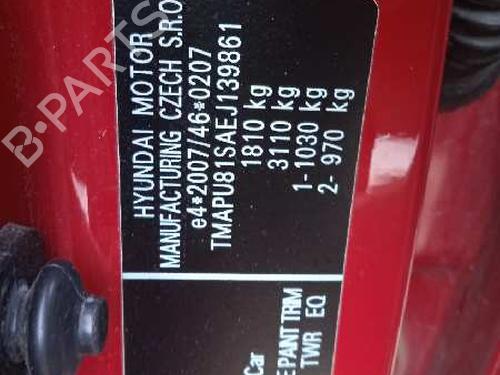 HYUNDAI MOTOR
MANUFACTURING CZECH S.R.O
e4*2007/46*0207
TMAPU81SAEJ139861
1810 kg
3110 kg
1- 1030 kg
2- 970 kg
Car
E PAINT TRIM
TWR EQ
B-PARTS